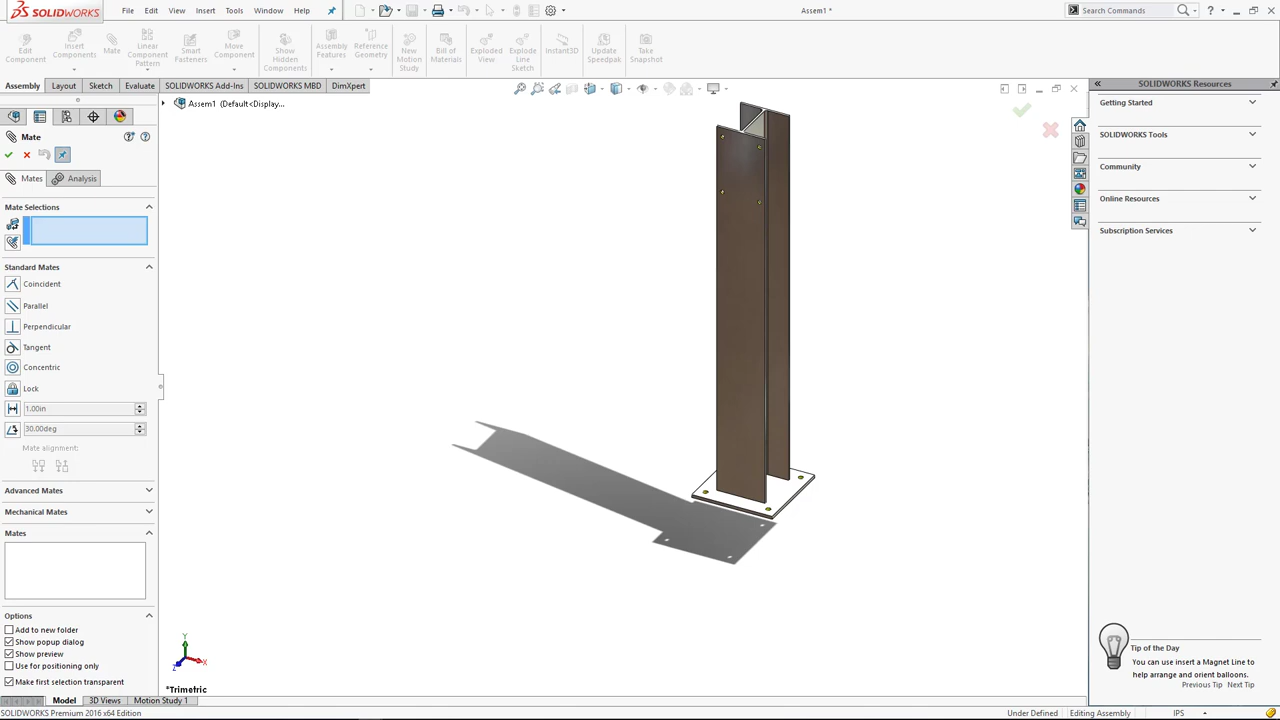 SOLIDWORKS File Edit View Insert Tools Window Help Assem1 * Search Commands
Edit Component
Insert Components
Mate
Linear Component Pattern
Smart Fasteners
Move Component
Show Hidden Components
Assembly Features
Reference Geometry
New Motion Study
Bill of Materials
Exploded View
Explode Line Sketch
Instant3D
Update Speedpak
Take Snapshot
Assembly Layout Sketch Evaluate SOLIDWORKS Add-Ins SOLIDWORKS MBD DimXpert
SOLIDWORKS Resources
Assem1 (Default<Display...
Getting Started
SOLIDWORKS Tools
Community
Online Resources
Subscription Services
Mate
Mates Analysis
Mate Selections
Standard Mates
Coincident
Parallel
Perpendicular
Tangent
Concentric
Lock
1.00in
30.00deg
Mate alignment:
Advanced Mates
Mechanical Mates
Mates
Options
Add to new folder
Show popup dialog
Show preview
Use for positioning only
Make first selection transparent
Y
X
Z
*Trimetric
Tip of the Day
You can use insert a Magnet Line to
help arrange and orient balloons.
Previous Tip Next Tip
Model 3D Views Motion Study 1
SOLIDWORKS Premium 2016 x64 Edition Under Defined Editing Assembly IPS